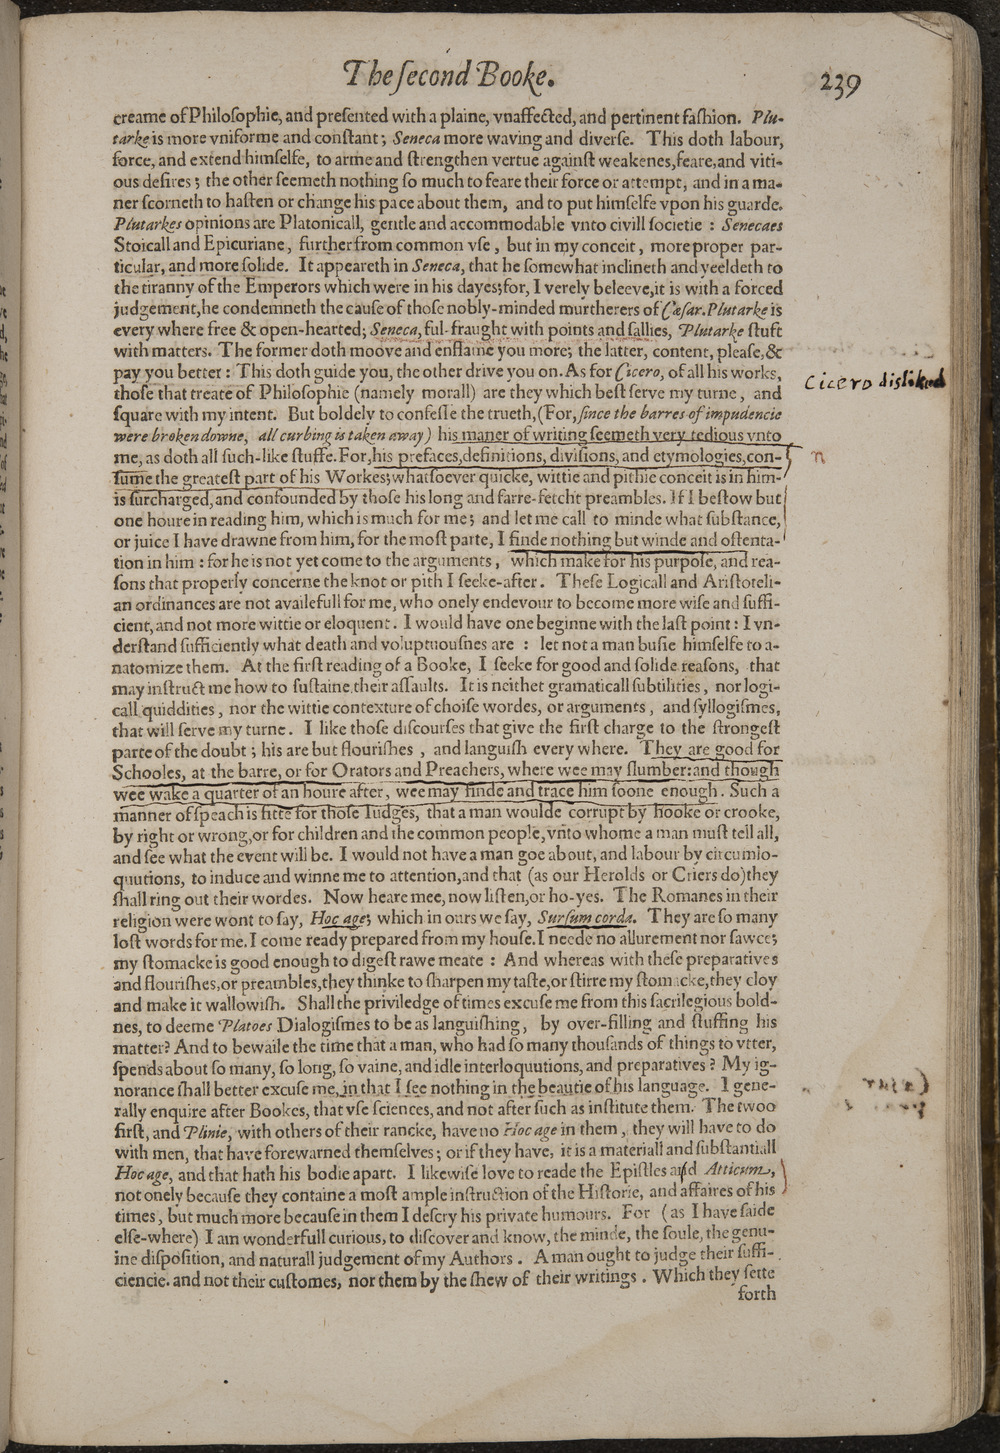 The ſecond Booke. 239
creame of Philoſophie, and preſented with a plaine, vnaffected, and pertinent faſhion. Plu-
tarke is more vniforme and conſtant; Seneca more waving and diverſe. This doth labour,
force, and extend himſelfe, to arme and ſtrengthen vertue againſt weakenes, feare, and viti-
ous deſires; the other ſeemeth nothing ſo much to feare their force or attempt, and in a ma-
ner ſcorneth to haſten or change his pace about them, and to put himſelfe vpon his guarde.
Plutarkes opinions are Platonicall, gentle and accommodable vnto civill ſocietie : Senecaes
Stoicall and Epicuriane, further from common vſe, but in my conceit, more proper par-
ticular, and more ſolide. It appeareth in Seneca, that he ſomewhat inclineth and yeeldeth to
the tiranny of the Emperors which were in his dayes; for, I verely beleeve, it is with a forced
judgement, he condemneth the cauſe of thoſe nobly-minded murtherers of Cæſar. Plutarke is
every where free & open-hearted; Seneca, ful-fraught with points and ſallies, Plutarke ſtuft
with matters. The former doth moove and enflame you more; the latter, content, pleaſe, &
pay you better : This doth guide you, the other drive you on. As for Cicero, of all his works,
Cicero disliked
thoſe that treate of Philoſophie (namely morall) are they which beſt ſerve my turne, and
ſquare with my intent. But boldely to confeſſe the trueth, (For, ſince the barres of impudencie
were broken downe, all curbing is taken away) his maner of writing ſeemeth very tedious vnto
me, as doth all ſuch-like ſtuffe. For, his prefaces, definitions, diviſions, and etymologies, con-
ſume the greateſt part of his Workes; whatſoever quicke, wittie and pithie conceit is in him-
is ſurcharged, and confounded by thoſe his long and farre-fetcht preambles. If I beſtow but
one houre in reading him, which is much for me; and let me call to minde what ſubſtance,
or juice I have drawne from him, for the moſt parte, I finde nothing but winde and oſtenta-
tion in him : for he is not yet come to the arguments, which make for his purpoſe, and rea-
ſons that properly concerne the knot or pith I ſeeke-after. Theſe Logicall and Ariſtoteli-
an ordinances are not availefull for me, who onely endevour to become more wiſe and ſuffi-
cient, and not more wittie or eloquent. I would have one beginne with the laſt point : I vn-
derſtand ſufficiently what death and voluptuouſnes are : let not a man buſie himſelfe to a-
natomize them. At the firſt reading of a Booke, I ſeeke for good and ſolide reaſons, that
may inſtruct me how to ſuſtaine their aſſaults. It is neithet gramaticall ſubtilities, nor logi-
call quiddities, nor the wittie contexture of choiſe wordes, or arguments, and ſyllogiſmes,
that will ſerve my turne. I like thoſe diſcourſes that give the firſt charge to the ſtrongeſt
parte of the doubt; his are but flouriſhes, and languiſh every where. They are good for
Schooles, at the barre, or for Orators and Preachers, where wee may ſlumber: and though
wee wake a quarter of an houre after, wee may finde and trace him ſoone enough. Such a
manner of ſpeach is fitte for thoſe Iudges, that a man woulde corrupt by hooke or crooke,
by right or wrong, or for children and the common people, vnto whome a man muſt tell all,
and ſee what the event will be. I would not have a man goe about, and labour by circumlo-
quutions, to induce and winne me to attention, and that (as our Herolds or Criers do) they
ſhall ring out their wordes. Now heare mee, now liſten, or ho-yes. The Romanes in their
religion were wont to ſay, Hoc age; which in ours we ſay, Surſum corda. They are ſo many
loſt words for me. I come ready prepared from my houſe. I neede no allurement nor ſawce;
my ſtomacke is good enough to digeſt rawe meate : And whereas with theſe preparatives
and flouriſhes, or preambles, they thinke to ſharpen my taſte, or ſtirre my ſtomacke, they cloy
and make it wallowiſh. Shall the priviledge of times excuſe me from this ſacrilegious bold-
nes, to deeme Platoes Dialogiſmes to be as languiſhing, by over-filling and ſtuffing his
matter? And to bewaile the time that a man, who had ſo many thouſands of things to vtter,
ſpends about ſo many, ſo long, ſo vaine, and idle interloquutions, and preparatives? My ig-
norance ſhall better excuſe me, in that I ſee nothing in the beautie of his language. I gene-
rally enquire after Bookes, that vſe ſciences, and not after ſuch as inſtitute them. The twoo
firſt, and Plinie, with others of their rancke, have no Hoc age in them, they will have to do
with men, that have forewarned themſelves; or if they have, it is a materiall and ſubſtantiall
Hoc age, and that hath his bodie apart. I likewiſe love to reade the Epiſtles ad Atticum,
not onely becauſe they containe a moſt ample inſtruction of the Hiſtorie, and affaires of his
times, but much more becauſe in them I deſcry his private humours. For (as I have ſaide
elſe-where) I am wonderfull curious, to diſcover and know, the minde, the ſoule, the genu-
ine diſpoſition, and naturall judgement of my Authors. A man ought to judge their ſuffi-
ciencie. and not their cuſtomes, nor them by the ſhew of their writings. Which they ſette
forth